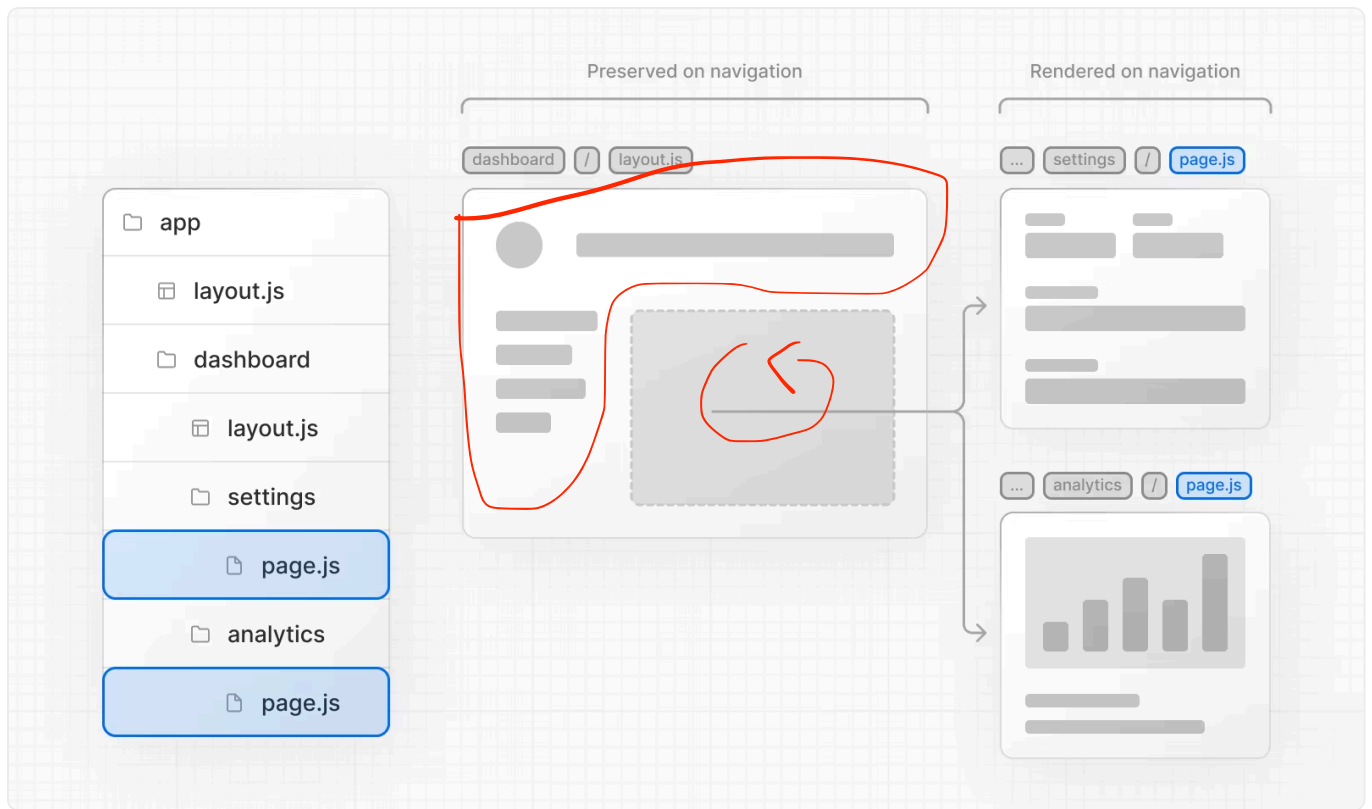 Preserved on navigation
Rendered on navigation
dashboard / layout.js
... settings / page.js
app
layout.js
dashboard
layout.js
settings
page.js
analytics
page.js
... analytics / page.js